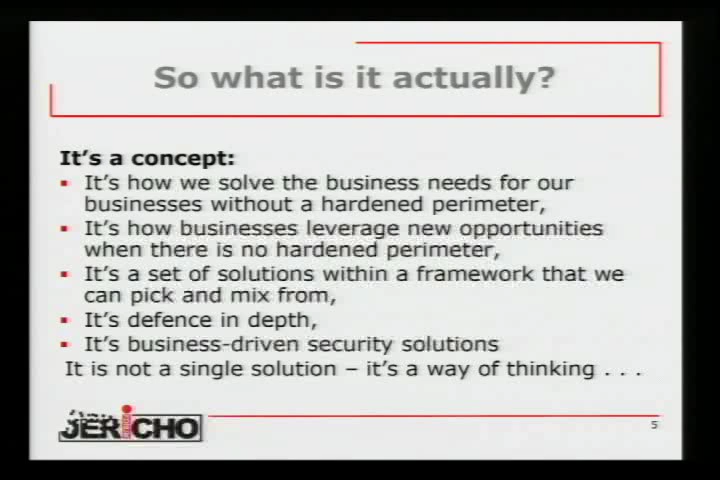 So what is it actually?
It's a concept:
It's how we solve the business needs for our
businesses without a hardened perimeter,
It's how businesses leverage new opportunities
when there is no hardened perimeter,
It's a set of solutions within a framework that we
can pick and mix from,
It's defence in depth,
It's business-driven security solutions
It is not a single solution – it's a way of thinking . . .
JERiCHO
5